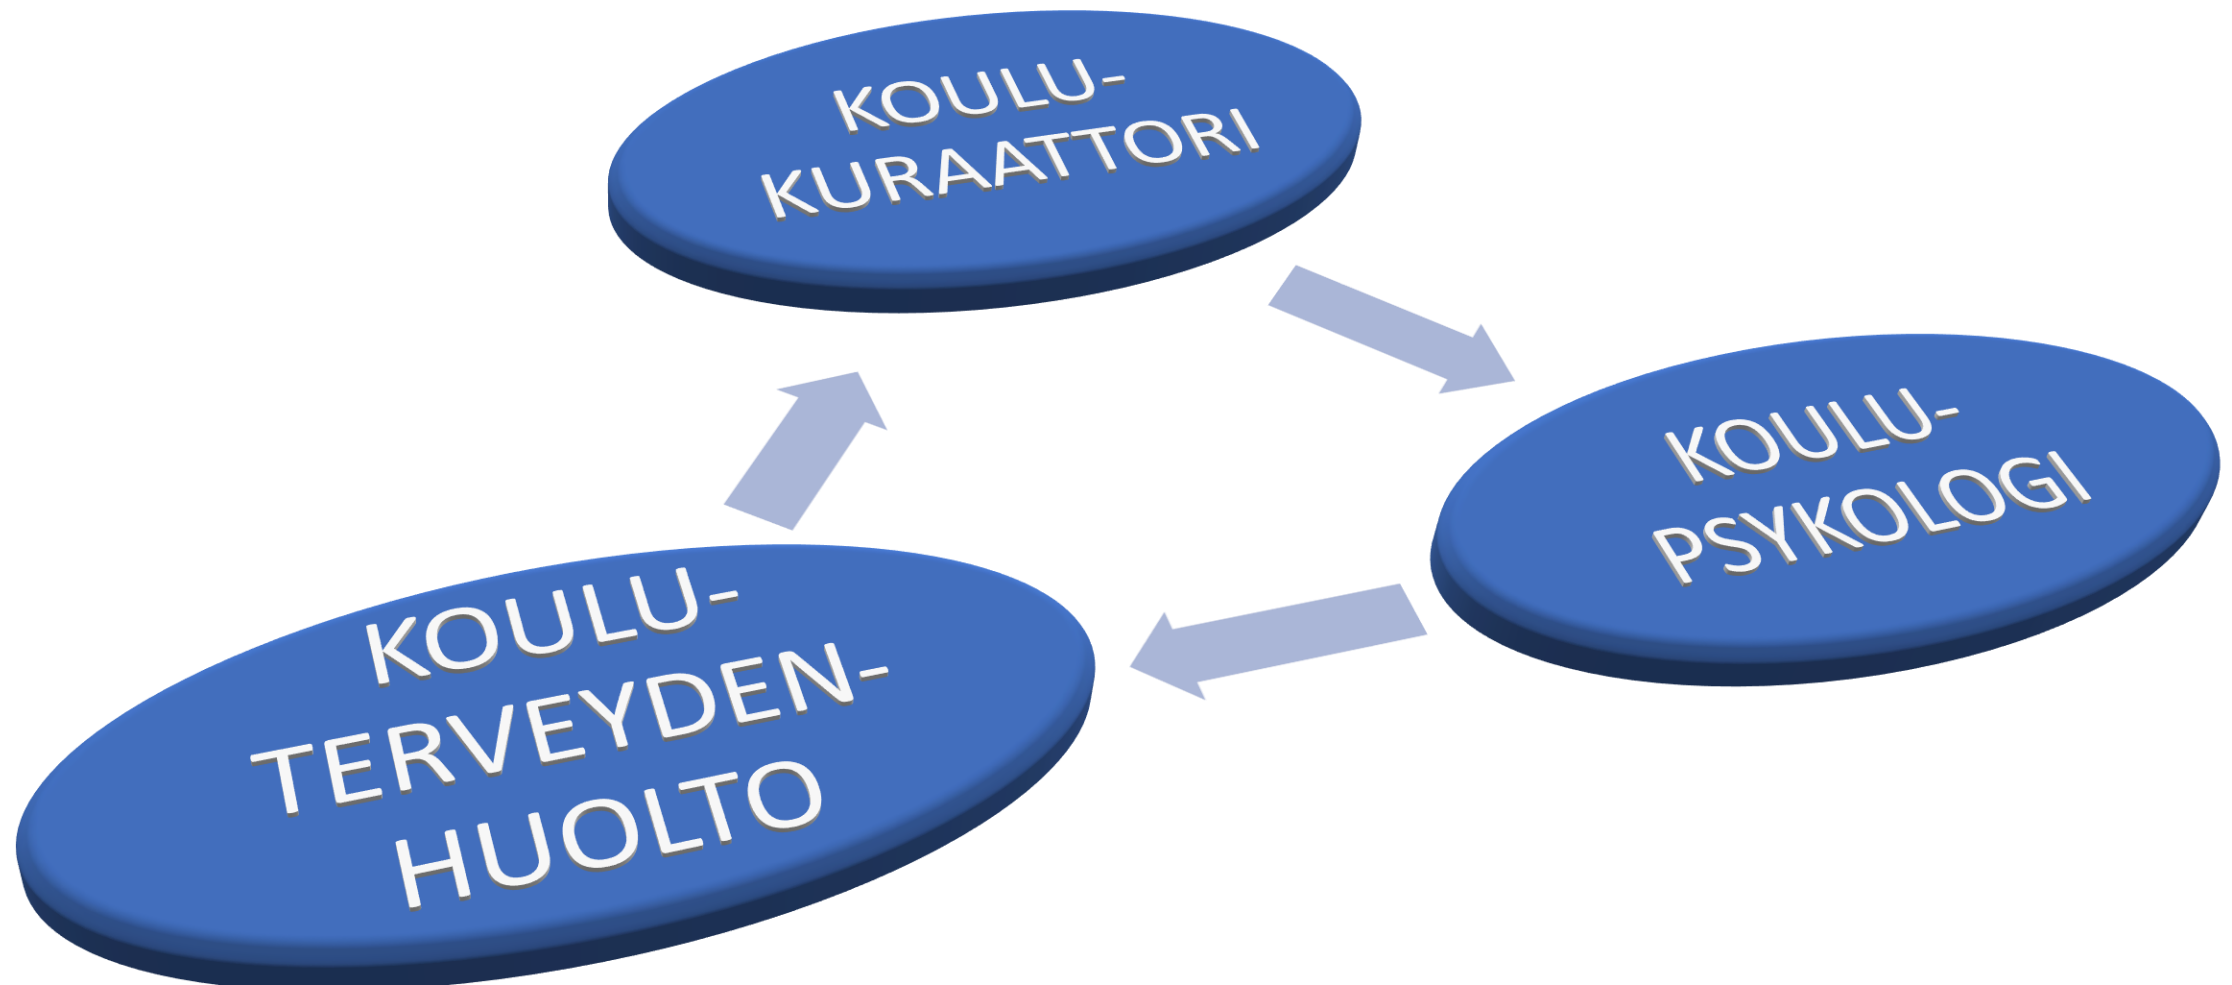 KOULU-
KURAATTORI
KOULU-
PSYKOLOGI
KOULU-
TERVEYDEN-
HUOLTO